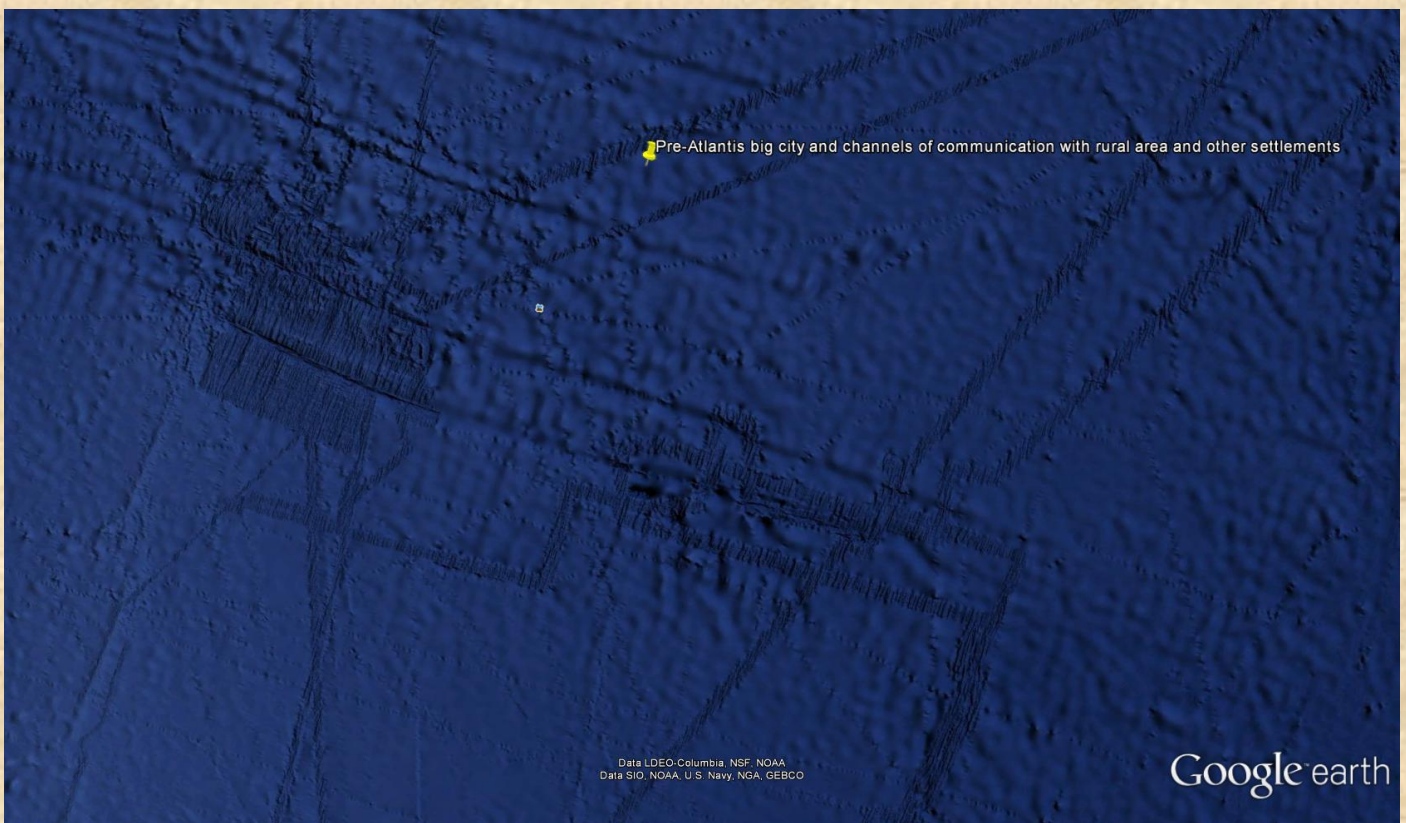 Pre-Atlantis big city and channels of communication with rural area and other settlements
Data LDEO-Columbia, NSF, NOAA
Data SIO, NOAA, U.S. Navy, NGA, GEBCO
Google earth